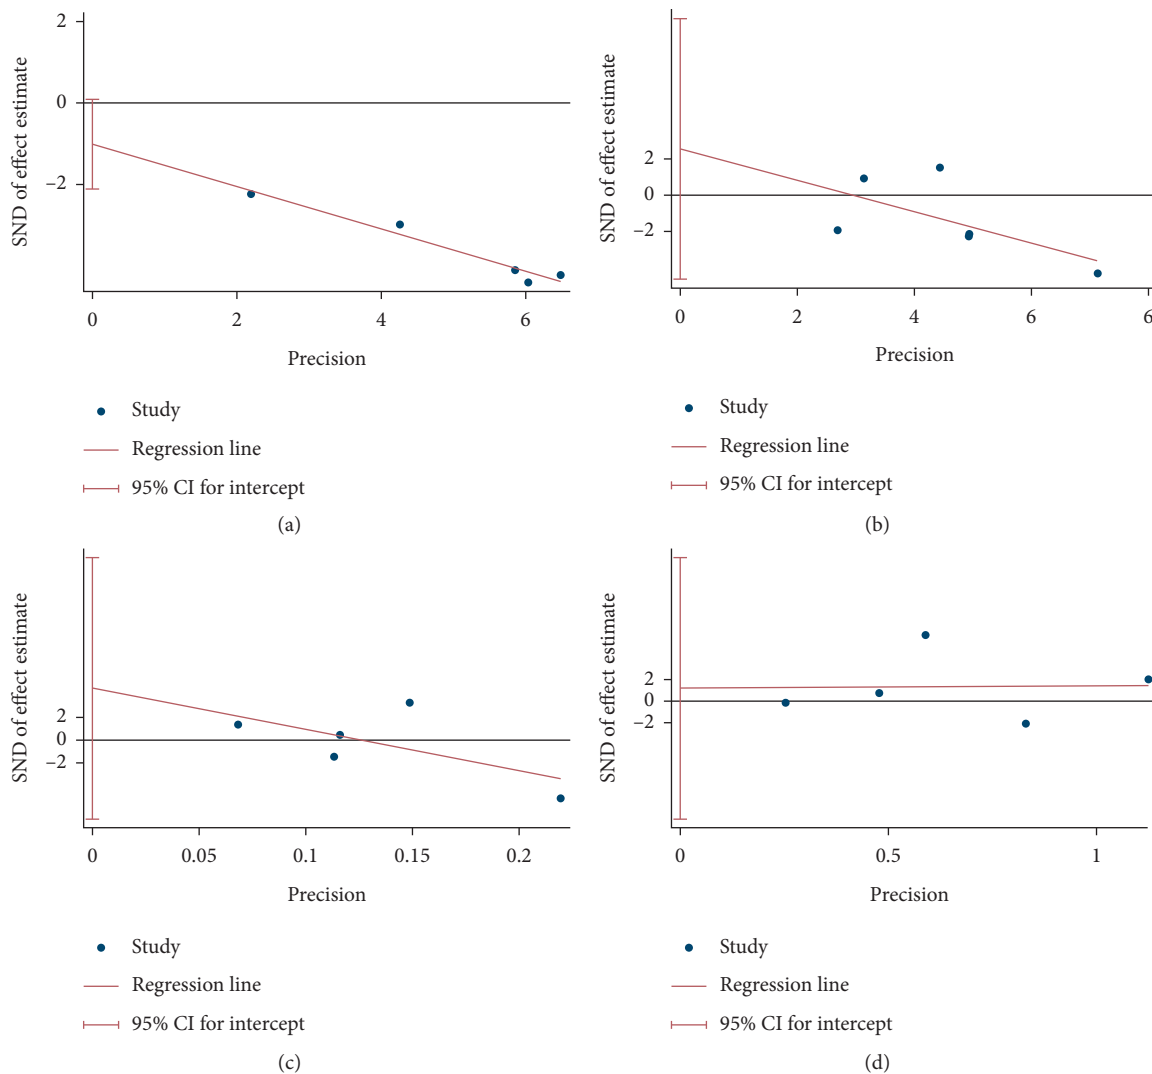 SND of effect estimate
2
0
−2
0
2
4
6
Precision
Study
Regression line
95% CI for intercept
(a)
SND of effect estimate
2
0
−2
0
2
4
6
6
Precision
Study
Regression line
95% CI for intercept
(b)
SND of effect estimate
2
0
−2
0
0.05
0.1
0.15
0.2
Precision
Study
Regression line
95% CI for intercept
(c)
SND of effect estimate
2
0
−2
0
0.5
1
Precision
Study
Regression line
95% CI for intercept
(d)